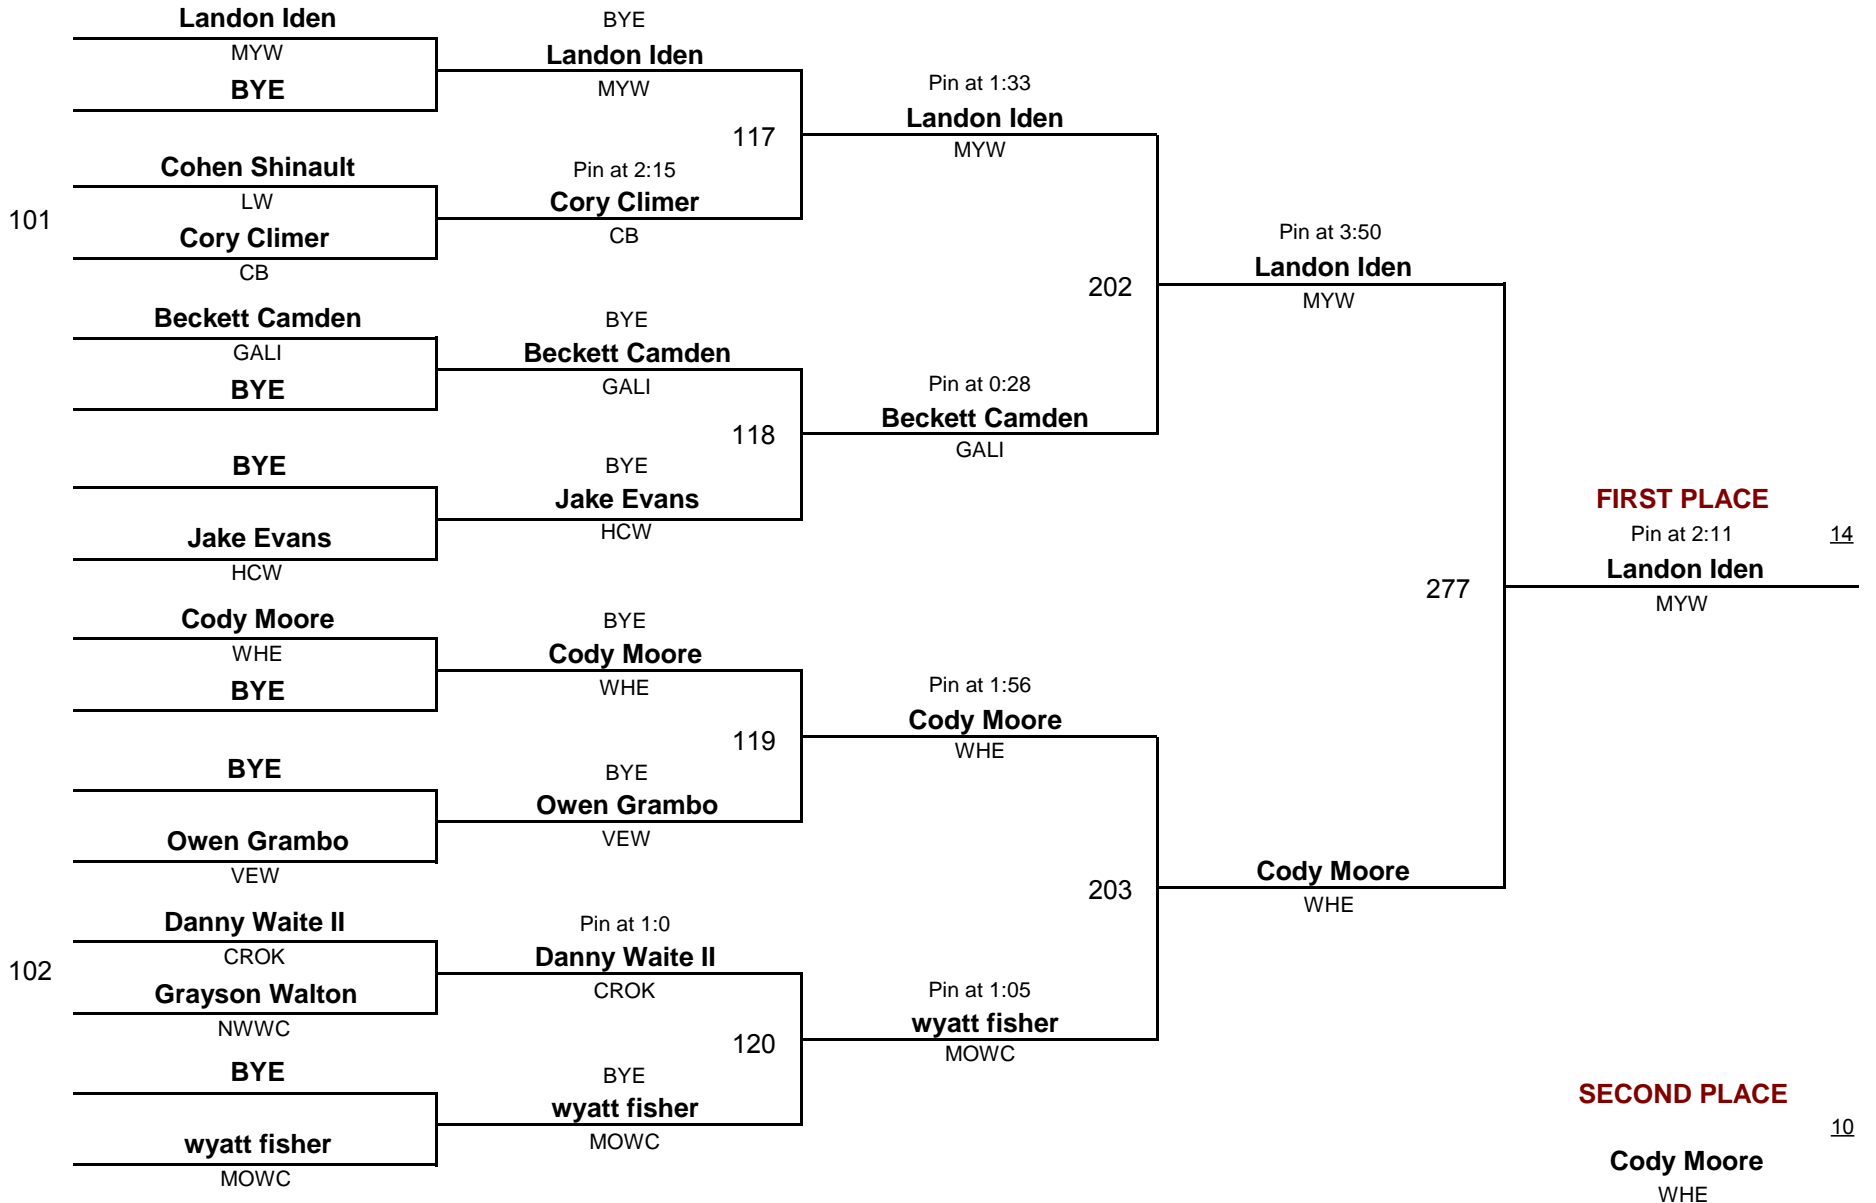 Landon Iden
MYW
BYE
101
Cohen Shinault
LW
Cory Climer
CB
Beckett Camden
GALI
BYE
BYE
Jake Evans
HCW
Cody Moore
WHE
BYE
BYE
Owen Grambo
VEW
102
Danny Waite II
CROK
Grayson Walton
NWWC
BYE
wyatt fisher
MOWC
BYE
Landon Iden
MYW
117
Pin at 2:15
Cory Climer
CB
BYE
Beckett Camden
GALI
118
BYE
Jake Evans
HCW
BYE
Cody Moore
WHE
119
BYE
Owen Grambo
VEW
Pin at 1:0
Danny Waite II
CROK
120
BYE
wyatt fisher
MOWC
Pin at 1:33
Landon Iden
MYW
202
Pin at 0:28
Beckett Camden
GALI
Pin at 1:56
Cody Moore
WHE
203
Pin at 1:05
wyatt fisher
MOWC
Pin at 3:50
Landon Iden
MYW
277
Cody Moore
WHE
FIRST PLACE
Pin at 2:11
14
Landon Iden
MYW
SECOND PLACE
10
Cody Moore
WHE